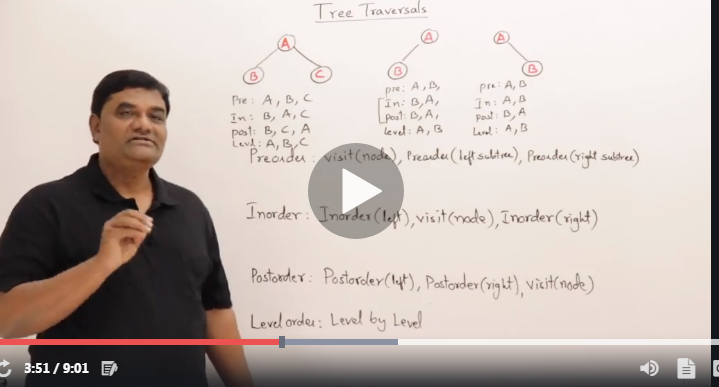 Tree Traversals
A
B
C
A
B
A
B
Pre: A, B, C
In: B, A, C
post: B, C, A
Level: A, B, C
pre: A, B,
In: B, A,
post: B, A,
level: A, B
pre: A, B
In: A, B
post: B, A
Level: A, B
Preorder: visit(node), Preorder(left subtree), Preorder(right subtree)
Inorder: Inorder(left), visit(node), Inorder(right)
Postorder: Postorder(left), Postorder(right), visit(node)
Level order: Level by Level
3:51 / 9:01